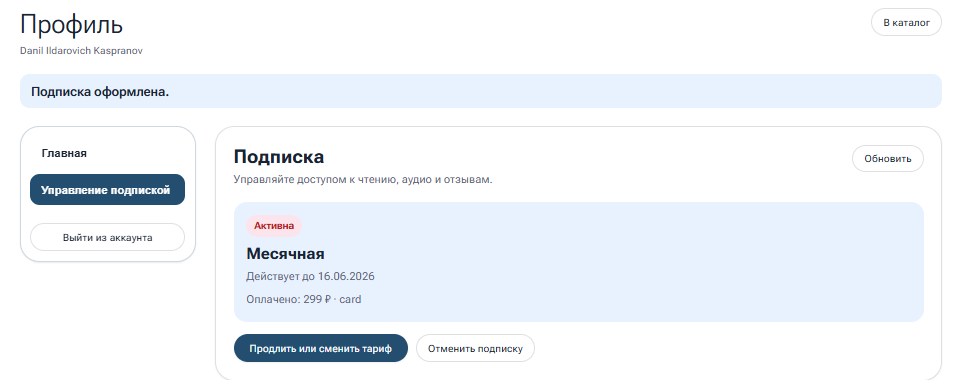 Профиль
В каталог
Danil Ildarovich Kaspranov
Подписка оформлена.
Главная
Управление подпиской
Выйти из аккаунта
Подписка
Обновить
Управляйте доступом к чтению, аудио и отзывам.
Активна
Месячная
Действует до 16.06.2026
Оплачено: 299 ₽ · card
Продлить или сменить тариф
Отменить подписку